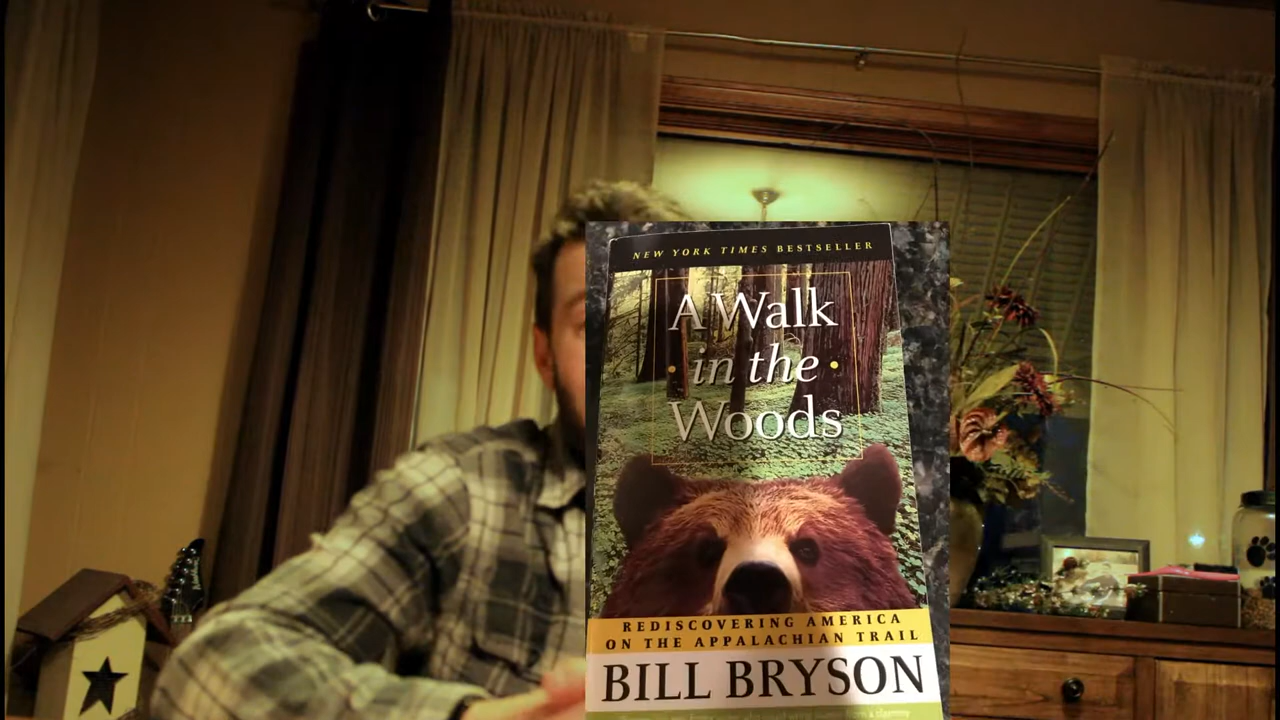 NEW YORK TIMES BESTSELLER
A Walk
in the
Woods
REDISCOVERING AMERICA
ON THE APPALACHIAN TRAIL
BILL BRYSON